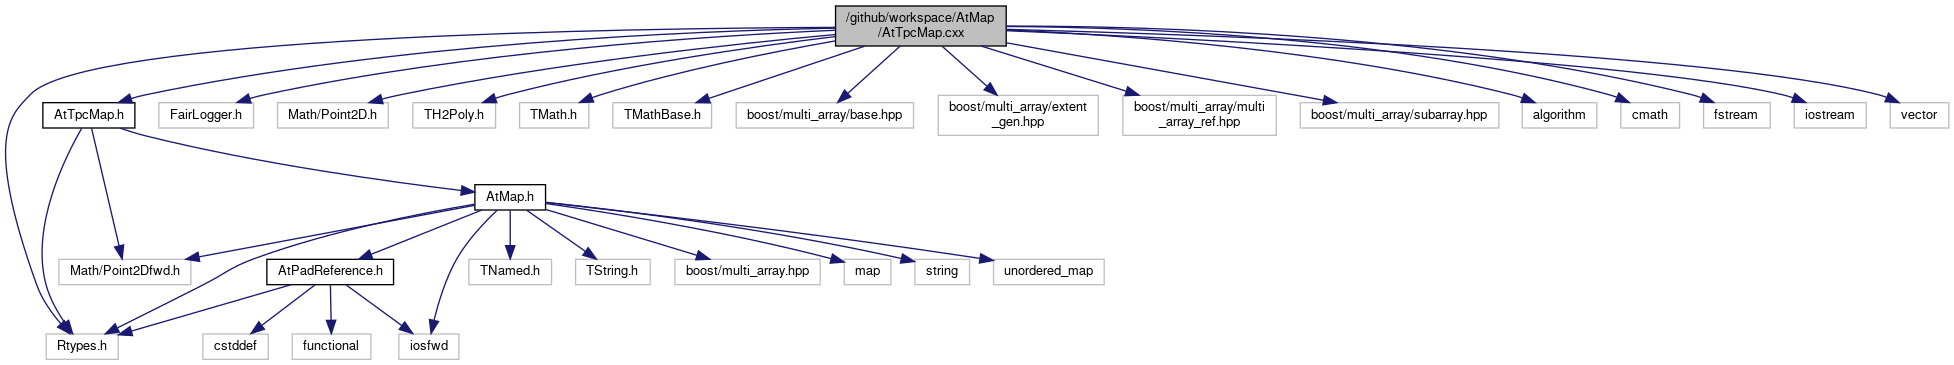 /github/workspace/AtMap
/AtTpcMap.cxx
AtTpcMap.h
FairLogger.h
Math/Point2D.h
TH2Poly.h
TMath.h
TMathBase.h
boost/multi_array/base.hpp
boost/multi_array/extent
_gen.hpp
boost/multi_array/multi
_array_ref.hpp
boost/multi_array/subarray.hpp
algorithm
cmath
fstream
iostream
vector
AtMap.h
Math/Point2Dfwd.h
AtPadReference.h
TNamed.h
TString.h
boost/multi_array.hpp
map
string
unordered_map
Rtypes.h
cstddef
functional
iosfwd